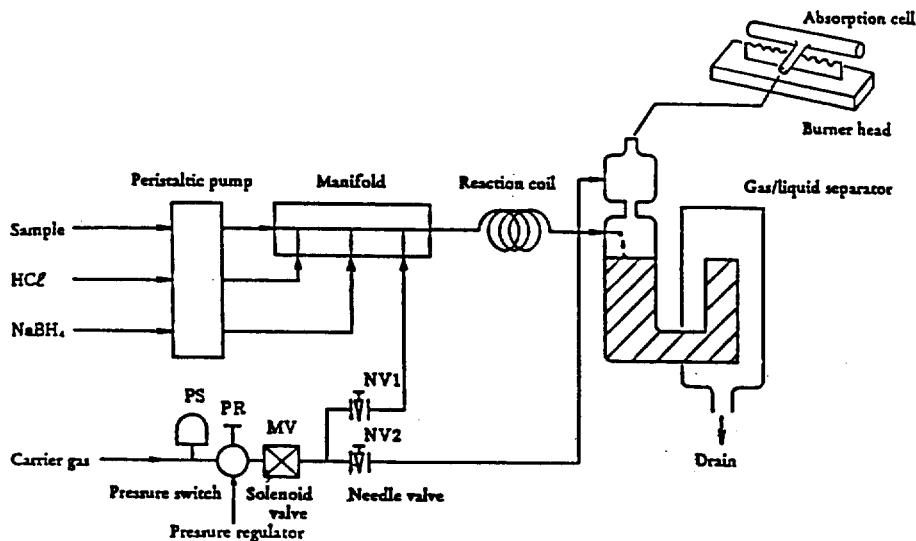 Absorption cell
Burner head
Peristaltic pump
Manifold
Reaction coil
Gas/liquid separator
Sample
HCℓ
NaBH₄
PS
PR
MV
NV1
NV2
Carrier gas
Pressure switch
Solenoid
valve
Needle valve
Drain
Pressure regulator